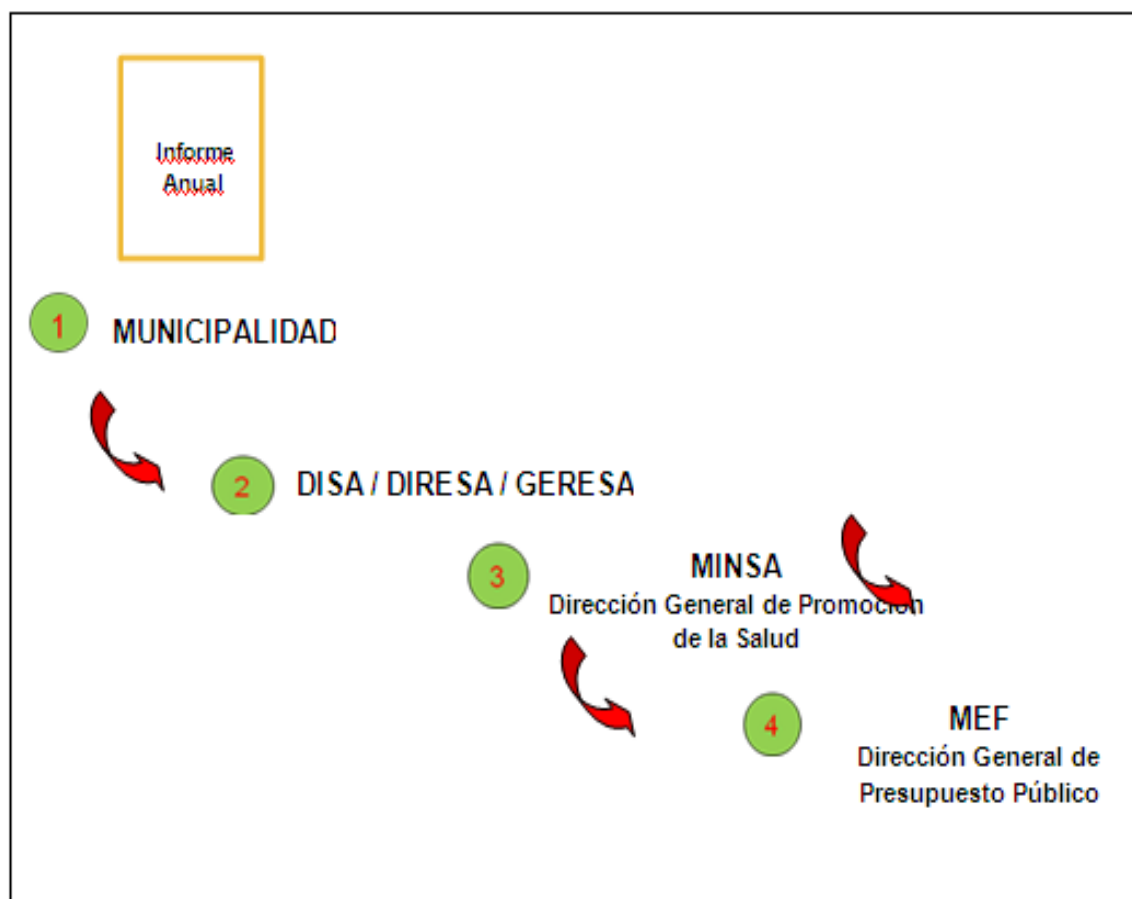 Informe
Anual
1
MUNICIPALIDAD
2
DISA / DIRESA / GERESA
3
MINSA
Dirección General de Promoción
de la Salud
4
MEF
Dirección General de
Presupuesto Público